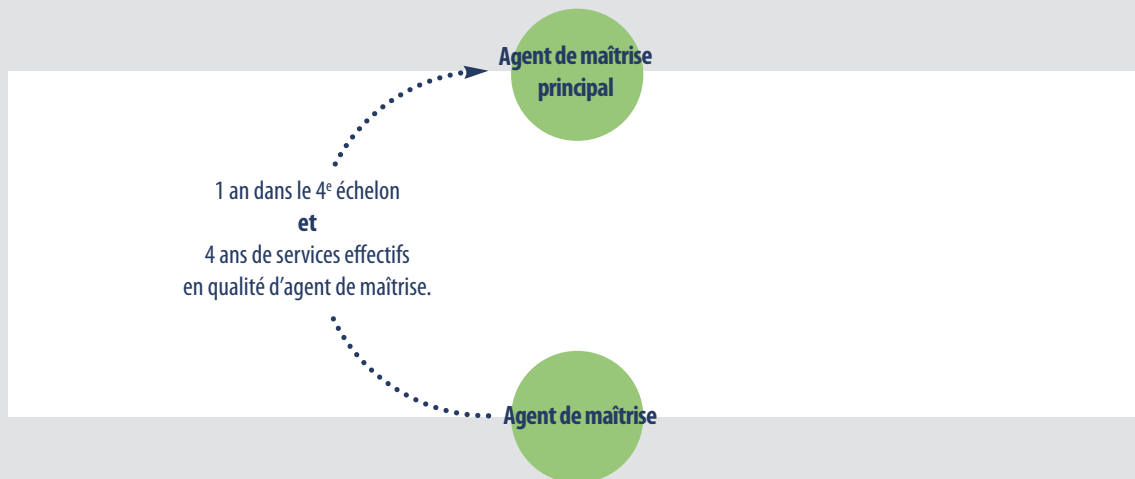 Agent de maîtrise
principal
1 an dans le 4e échelon
et
4 ans de services effectifs
en qualité d’agent de maîtrise.
Agent de maîtrise